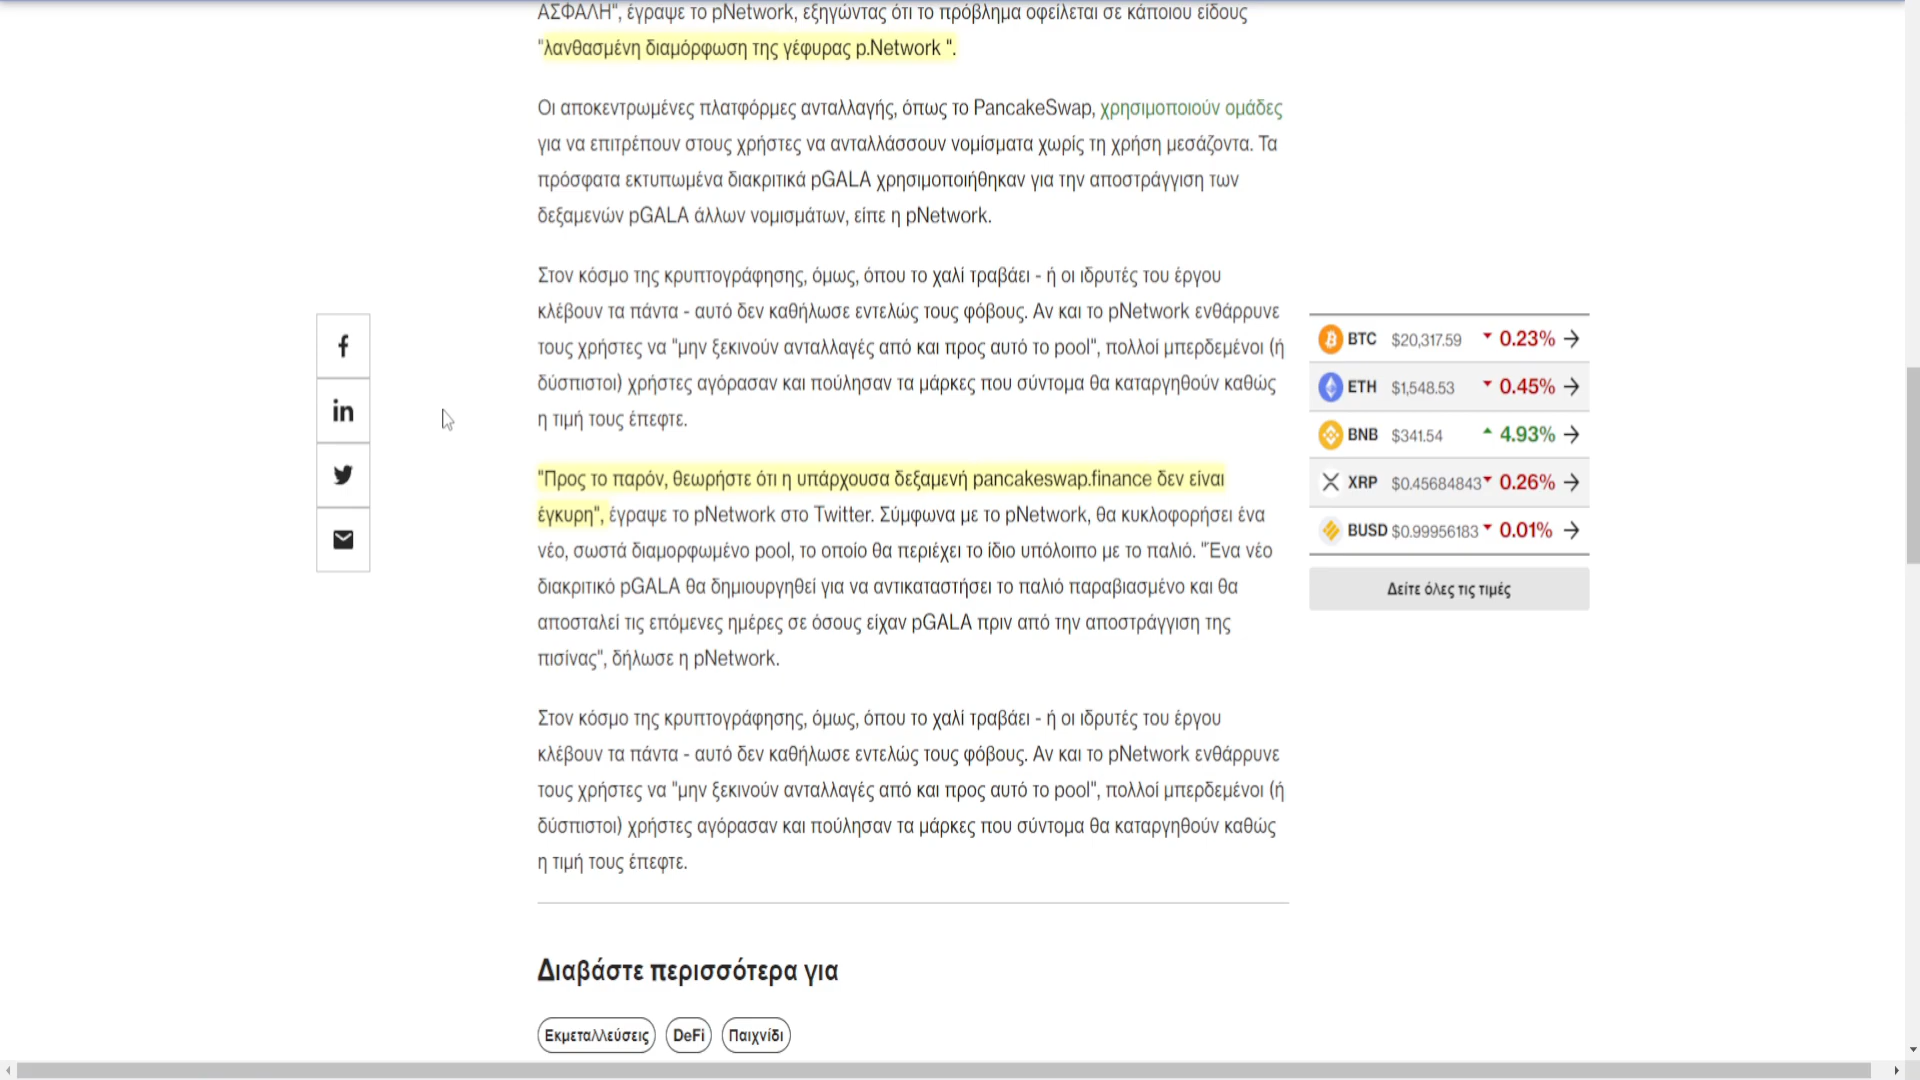 ΑΣΦΑΛΗ", έγραψε το pNetwork, εξηγώντας ότι το πρόβλημα οφείλεται σε κάποιου είδους
"λανθασμένη διαμόρφωση της γέφυρας p.Network ".
Οι αποκεντρωμένες πλατφόρμες ανταλλαγής, όπως το PancakeSwap, χρησιμοποιούν ομάδες
για να επιτρέπουν στους χρήστες να ανταλλάσσουν νομίσματα χωρίς τη χρήση μεσάζοντα. Τα
πρόσφατα εκτυπωμένα διακριτικά pGALA χρησιμοποιήθηκαν για την αποστράγγιση των
δεξαμενών pGALA άλλων νομισμάτων, είπε η pNetwork.
Στον κόσμο της κρυπτογράφησης, όμως, όπου το χαλί τραβάει - ή οι ιδρυτές του έργου
κλέβουν τα πάντα - αυτό δεν καθήλωσε εντελώς τους φόβους. Αν και το pNetwork ενθάρρυνε
τους χρήστες να "μην ξεκινούν ανταλλαγές από και προς αυτό το pool", πολλοί μπερδεμένοι (ή
δύσπιστοι) χρήστες αγόρασαν και πούλησαν τα μάρκες που σύντομα θα καταργηθούν καθώς
η τιμή τους έπεφτε.
"Προς το παρόν, θεωρήστε ότι η υπάρχουσα δεξαμενή pancakeswap.finance δεν είναι
έγκυρη", έγραψε το pNetwork στο Twitter. Σύμφωνα με το pNetwork, θα κυκλοφορήσει ένα
νέο, σωστά διαμορφωμένο pool, το οποίο θα περιέχει το ίδιο υπόλοιπο με το παλιό. "Ένα νέο
διακριτικό pGALA θα δημιουργηθεί για να αντικαταστήσει το παλιό παραβιασμένο και θα
αποσταλεί τις επόμενες ημέρες σε όσους είχαν pGALA πριν από την αποστράγγιση της
πισίνας", δήλωσε η pNetwork.
Στον κόσμο της κρυπτογράφησης, όμως, όπου το χαλί τραβάει - ή οι ιδρυτές του έργου
κλέβουν τα πάντα - αυτό δεν καθήλωσε εντελώς τους φόβους. Αν και το pNetwork ενθάρρυνε
τους χρήστες να "μην ξεκινούν ανταλλαγές από και προς αυτό το pool", πολλοί μπερδεμένοι (ή
δύσπιστοι) χρήστες αγόρασαν και πούλησαν τα μάρκες που σύντομα θα καταργηθούν καθώς
η τιμή τους έπεφτε.
Διαβάστε περισσότερα για
Εκμεταλλεύσεις DeFi Παιχνίδι
BTC $20,317.59 0.23%
ETH $1,548.53 0.45%
BNB $341.54 4.93%
XRP $0.45684843 0.26%
BUSD $0.99956183 0.01%
Δείτε όλες τις τιμές